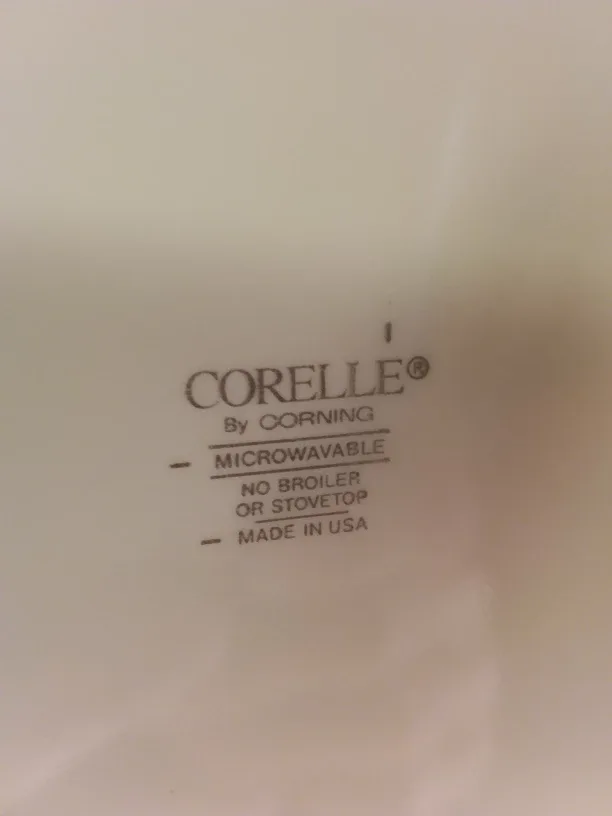 CORELLE®
By CORNING
MICROWAVABLE
NO BROILER
OR STOVETOP
MADE IN USA